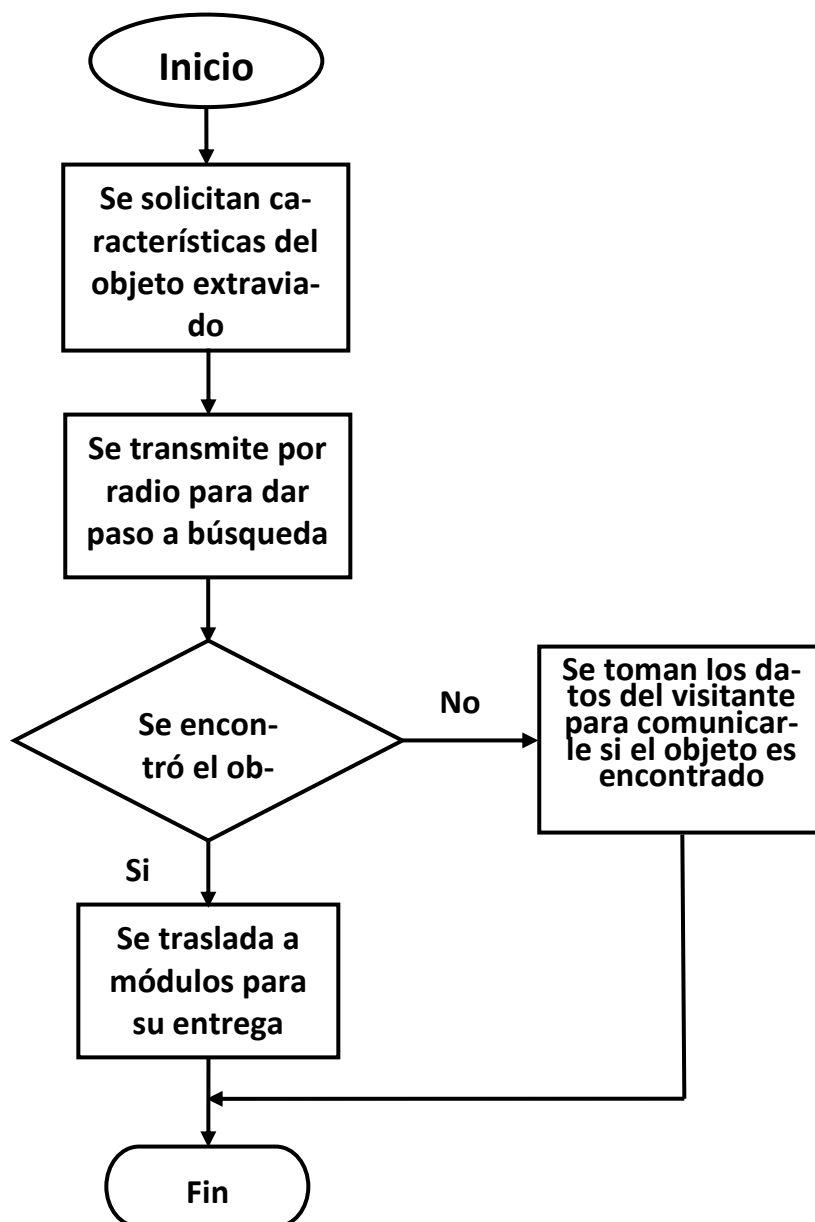 Inicio
Se solicitan ca-
racterísticas del
objeto extravia-
do
Se transmite por
radio para dar
paso a búsqueda
Se encon-
tró el ob-
No
Se toman los da-
tos del visitante
para comunicar-
le si el objeto es
encontrado
Si
Se traslada a
módulos para
su entrega
Fin